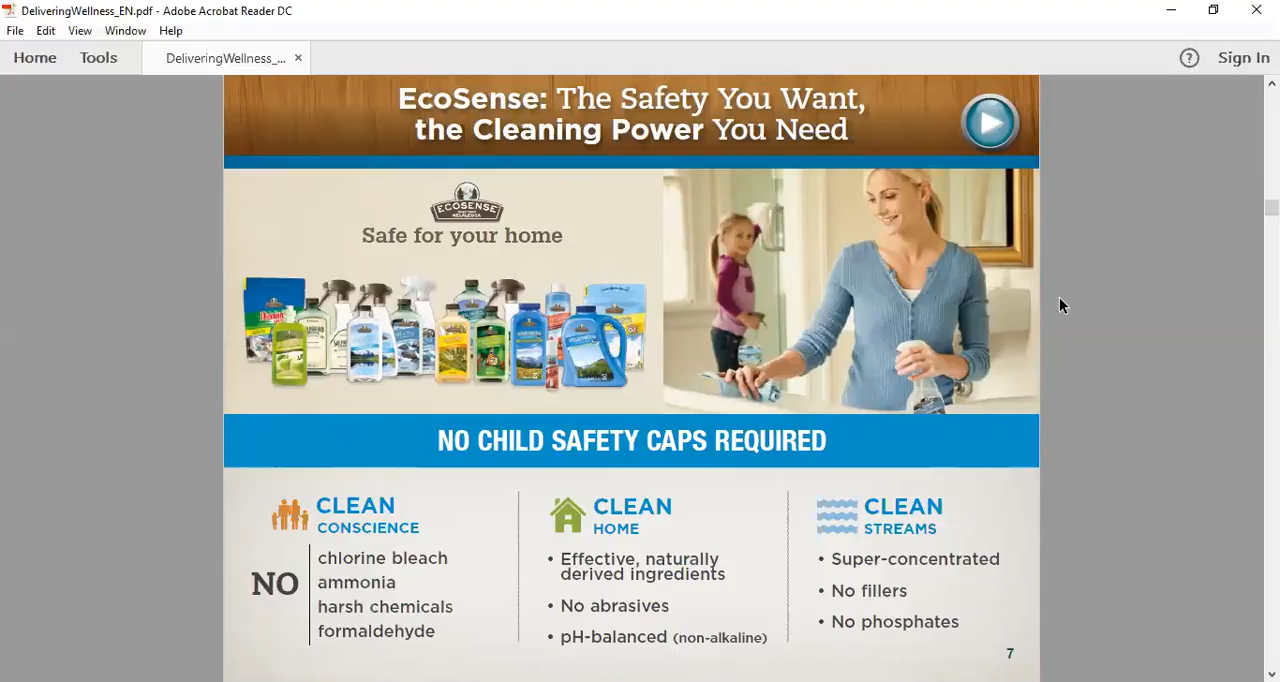 DeliveringWellness_EN.pdf - Adobe Acrobat Reader DC
File Edit View Window Help
Home Tools DeliveringWellness_... × ? Sign In
EcoSense: The Safety You Want,
the Cleaning Power You Need
ECOSENSE
MELALEUCA
Safe for your home
NO CHILD SAFETY CAPS REQUIRED
CLEAN
CONSCIENCE
NO
chlorine bleach
ammonia
harsh chemicals
formaldehyde
CLEAN
HOME
• Effective, naturally
derived ingredients
• No abrasives
• pH-balanced (non-alkaline)
CLEAN
STREAMS
• Super-concentrated
• No fillers
• No phosphates
7